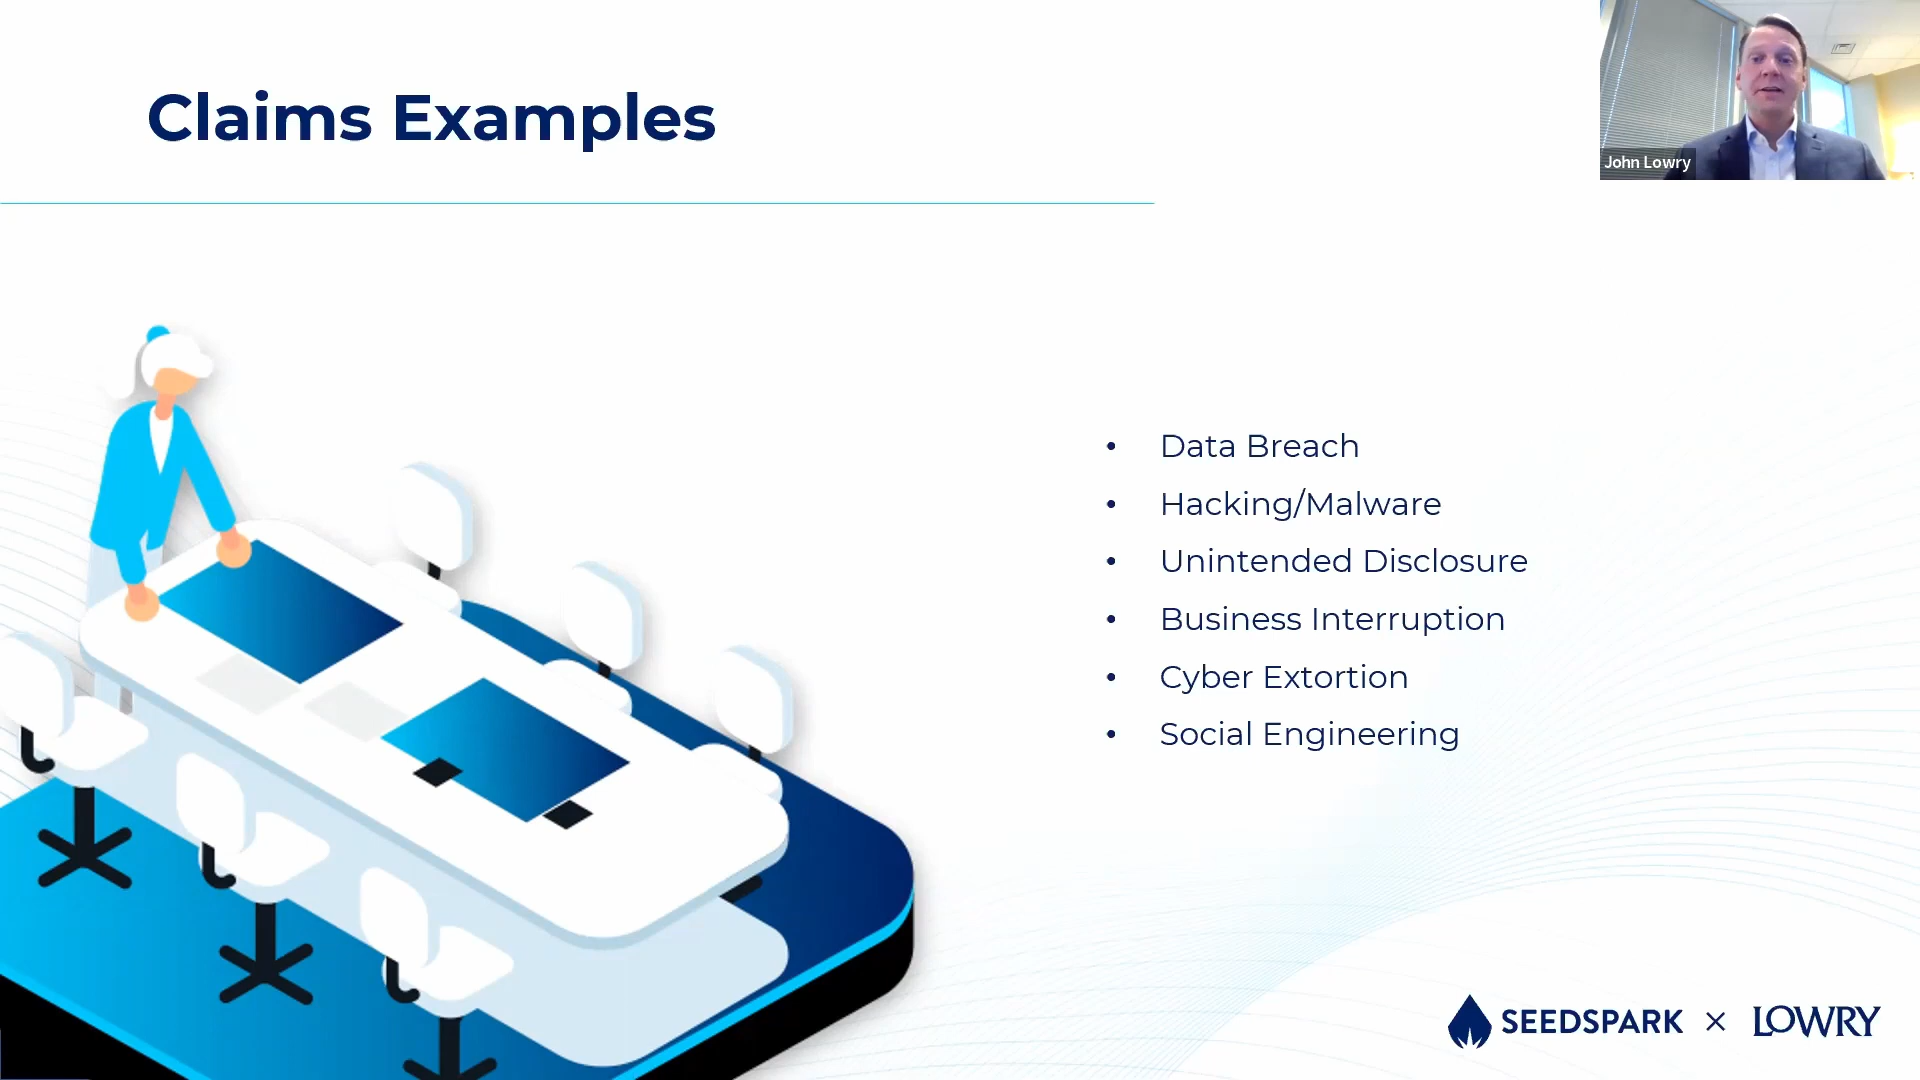 Claims Examples
John Lowry
• Data Breach
• Hacking/Malware
• Unintended Disclosure
• Business Interruption
• Cyber Extortion
• Social Engineering
SEEDSPARK × LOWRY